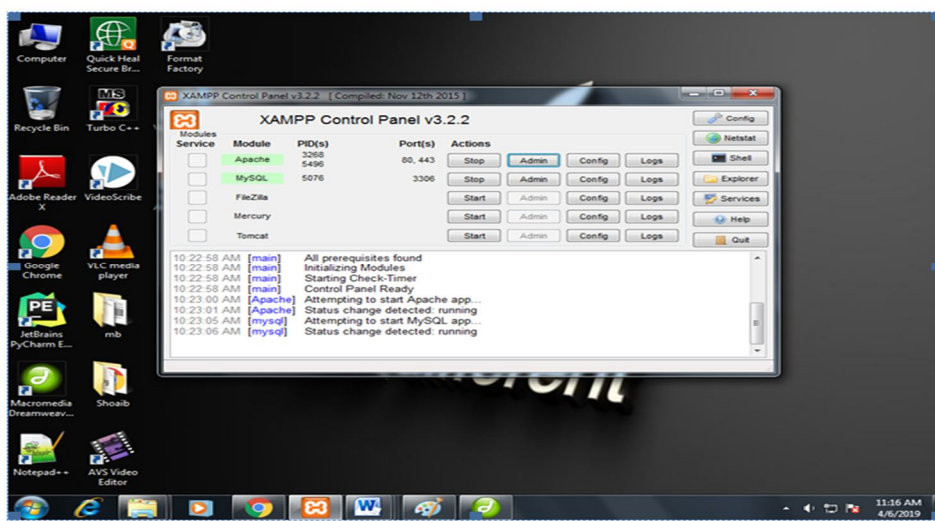 Computer
Quick Heal
Secure Br...
Format
Factory
Recycle Bin
MS
Turbo C++
Adobe Reader
X
VideoScribe
Google
Chrome
VLC media
player
PE
JetBrains
PyCharm E...
mb
Macromedia
Dreamweav...
Shoaib
Notepad++
AVS Video
Editor
XAMPP Control Panel v3.2.2 [ Compiled: Nov 12th 2015 ]
XAMPP Control Panel v3.2.2
Config
Netstat
Shell
Explorer
Services
Help
Quit
Modules
Service Module PID(s) Port(s) Actions
Apache 3268 5496 80, 443 Stop Admin Config Logs
MySQL 5076 3306 Stop Admin Config Logs
FileZilla Start Admin Config Logs
Mercury Start Admin Config Logs
Tomcat Start Admin Config Logs
10:22:58 AM [main] All prerequisites found
10:22:58 AM [main] Initializing Modules
10:22:58 AM [main] Starting Check-Timer
10:22:58 AM [main] Control Panel Ready
10:23:00 AM [Apache] Attempting to start Apache app...
10:23:01 AM [Apache] Status change detected: running
10:23:05 AM [mysql] Attempting to start MySQL app...
10:23:06 AM [mysql] Status change detected: running
W
11:16 AM
4/6/2019